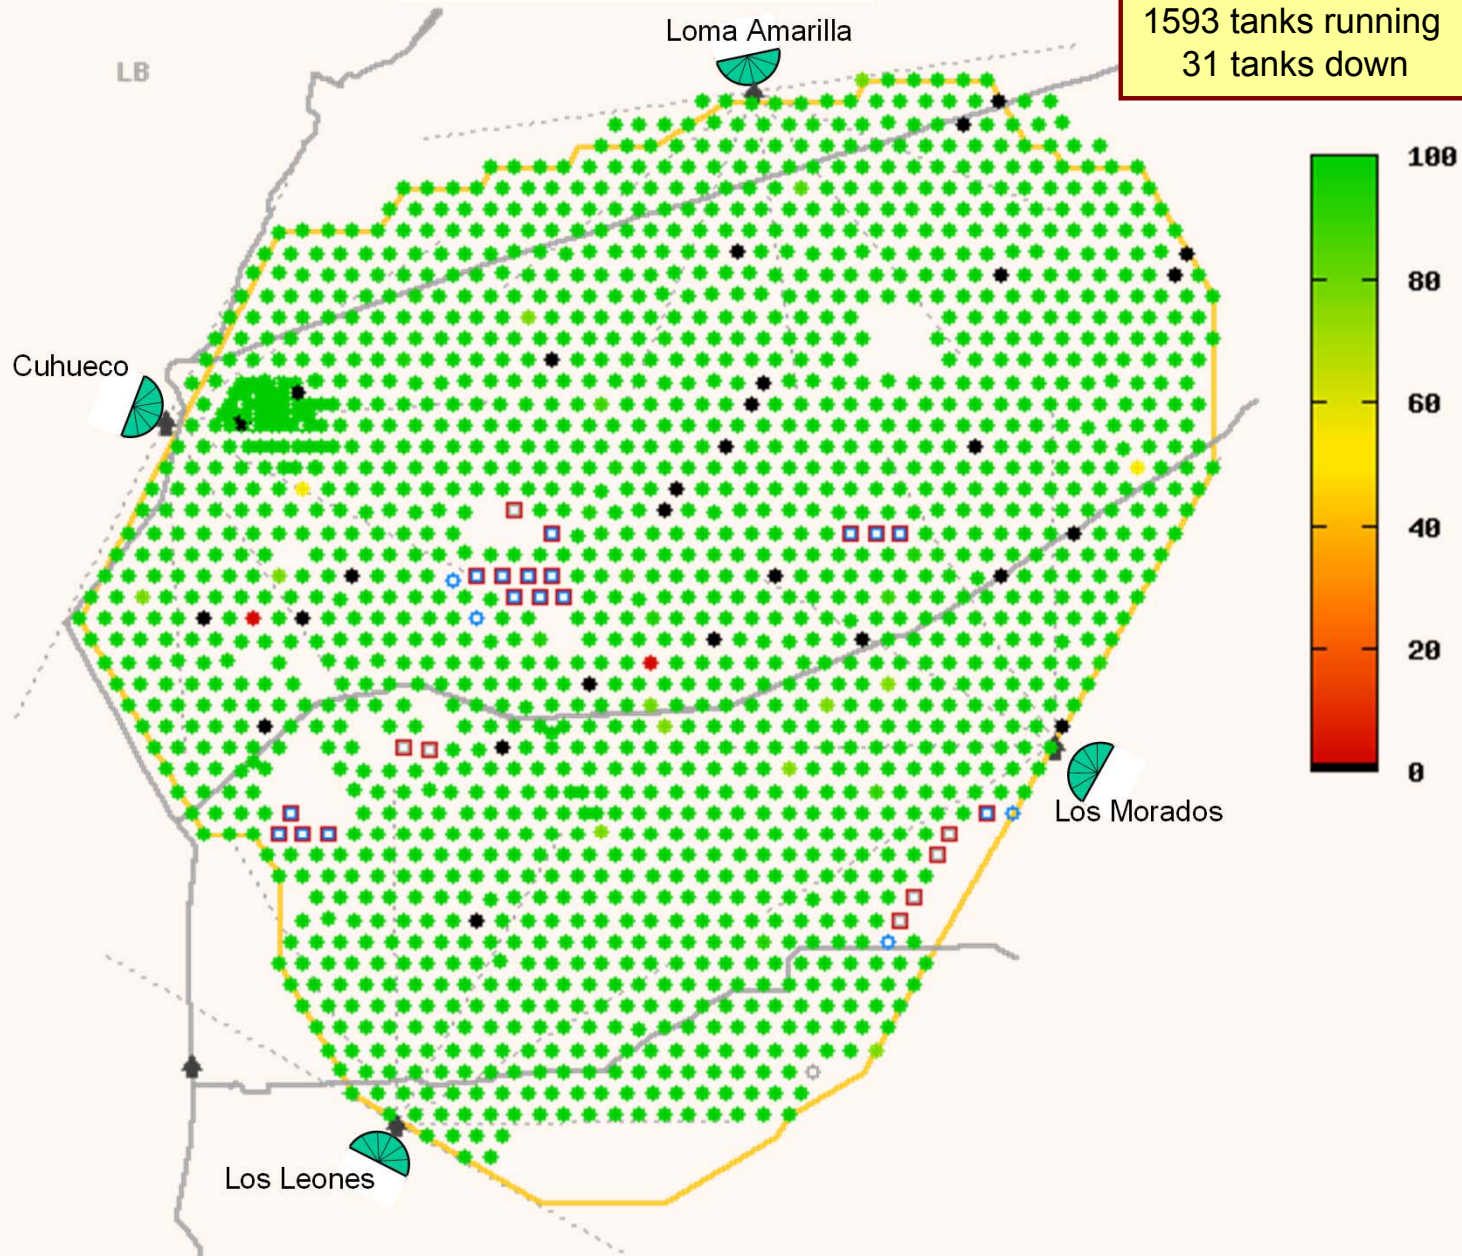 Loma Amarilla
1593 tanks running
31 tanks down
LB
100
80
60
40
20
0
Cuhueco
Los Morados
Los Leones